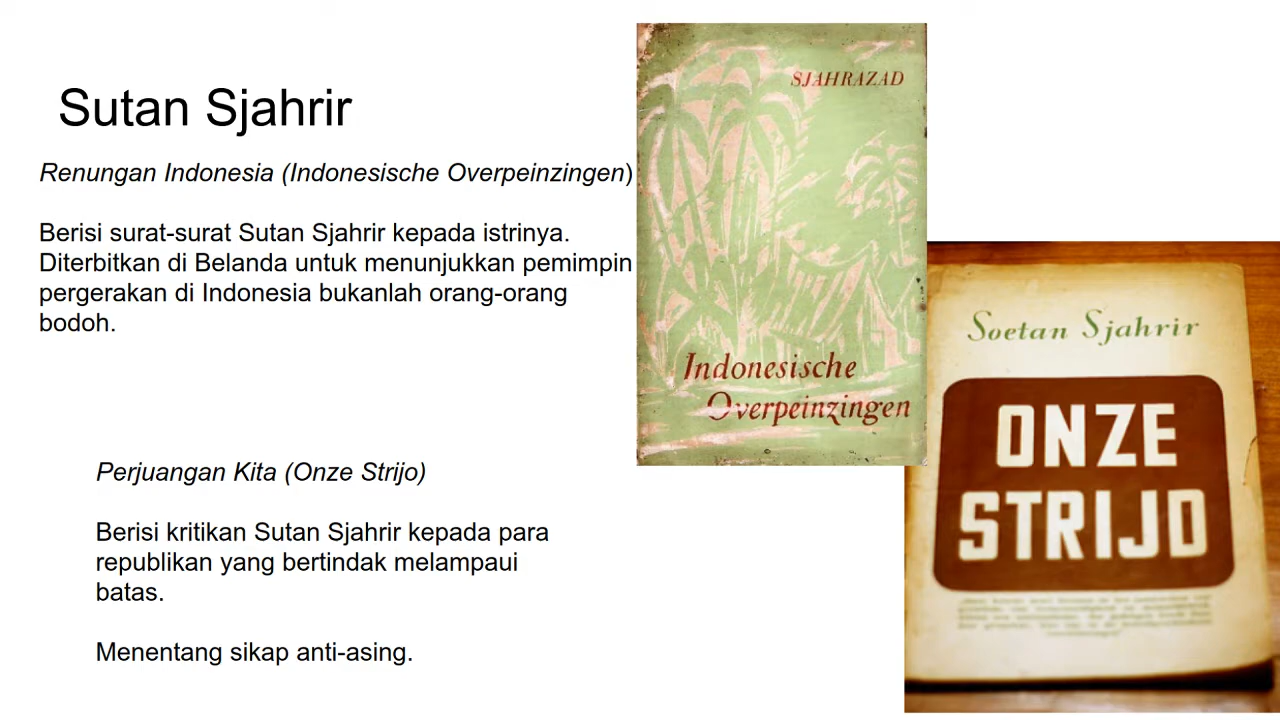 Sutan Sjahrir
Renungan Indonesia (Indonesische Overpeinzingen)
Berisi surat-surat Sutan Sjahrir kepada istrinya.
Diterbitkan di Belanda untuk menunjukkan pemimpin
pergerakan di Indonesia bukanlah orang-orang
bodoh.
Perjuangan Kita (Onze Strijo)
Berisi kritikan Sutan Sjahrir kepada para
republikan yang bertindak melampaui
batas.
Menentang sikap anti-asing.
SJAHRAZAD
Indonesische
Overpeinzingen
Soetan Sjahrir
ONZE
STRIJD